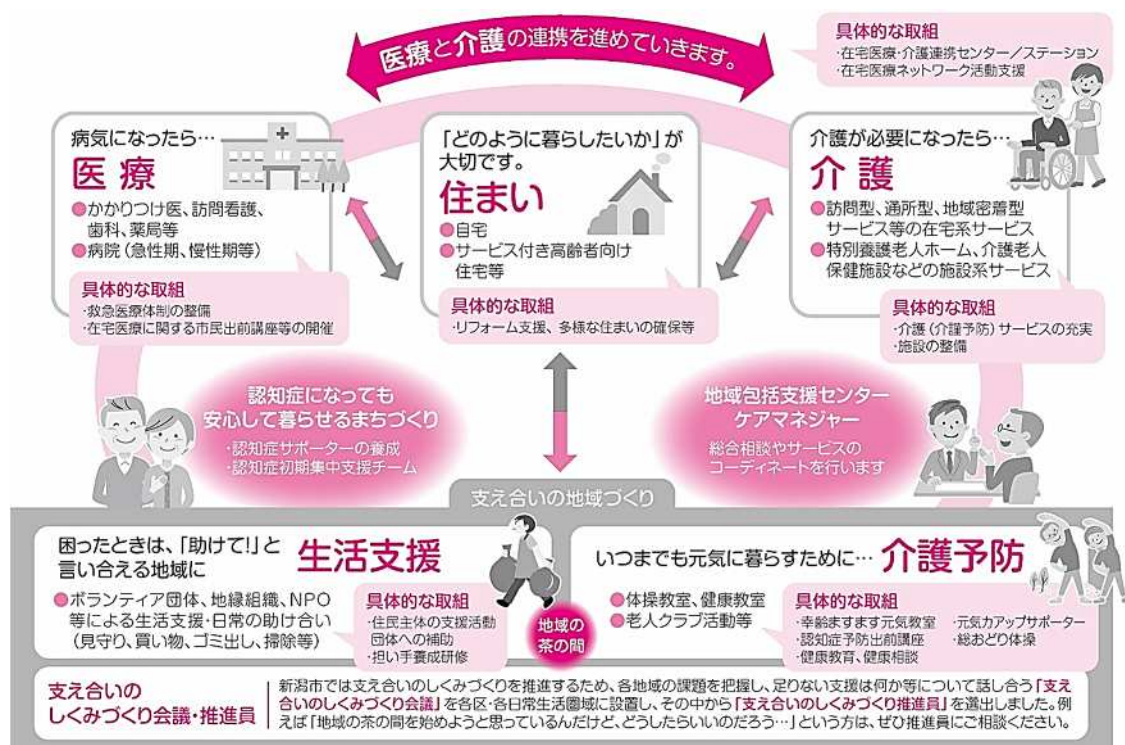 医療と介護の連携を進めていきます。
具体的な取組
・在宅医療・介護連携センター/ステーション
・在宅医療ネットワーク活動支援
病気になったら…
医療
●かかりつけ医、訪問看護、
歯科、薬局等
●病院(急性期、慢性期等)
具体的な取組
・救急医療体制の整備
・在宅医療に関する市民出前講座等の開催
「どのように暮らしたいか」が
大切です。
住まい
●自宅
●サービス付き高齢者向け
住宅等
具体的な取組
・リフォーム支援、多様な住まいの確保等
介護が必要になったら…
介護
●訪問型、通所型、地域密着型
サービス等の在宅系サービス
●特別養護老人ホーム、介護老人
保健施設などの施設系サービス
具体的な取組
・介護(介護予防)サービスの充実
・施設の整備
認知症になっても
安心して暮らせるまちづくり
・認知症サポーターの養成
・認知症初期集中支援チーム
地域包括支援センター
ケアマネジャー
総合相談やサービスの
コーディネートを行います
支え合いの地域づくり
困ったときは、「助けて!」と
言い合える地域に
生活支援
●ボランティア団体、地縁組織、NPO
等による生活支援・日常の助け合い
(見守り、買い物、ゴミ出し、掃除等)
具体的な取組
・住民主体の支援活動
団体への補助
・担い手養成研修
地域の
茶の間
いつまでも元気に暮らすために…
介護予防
●体操教室、健康教室
●老人クラブ活動等
具体的な取組
・幸齢ますます元気教室
・認知症予防出前講座
・健康教育、健康相談
・元気力アップサポーター
・総おどり体操
支え合いの
しくみづくり会議・推進員
新潟市では支え合いのしくみづくりを推進するため、各地域の課題を把握し、足りない支援は何か等について話し合う「支え
合いのしくみづくり会議」を各区・各日常生活圏域に設置し、その中から「支え合いのしくみづくり推進員」を選出しました。例
えば「地域の茶の間を始めようと思っているんだけど、どうしたらいいのだろう…」という方は、ぜひ推進員にご相談ください。